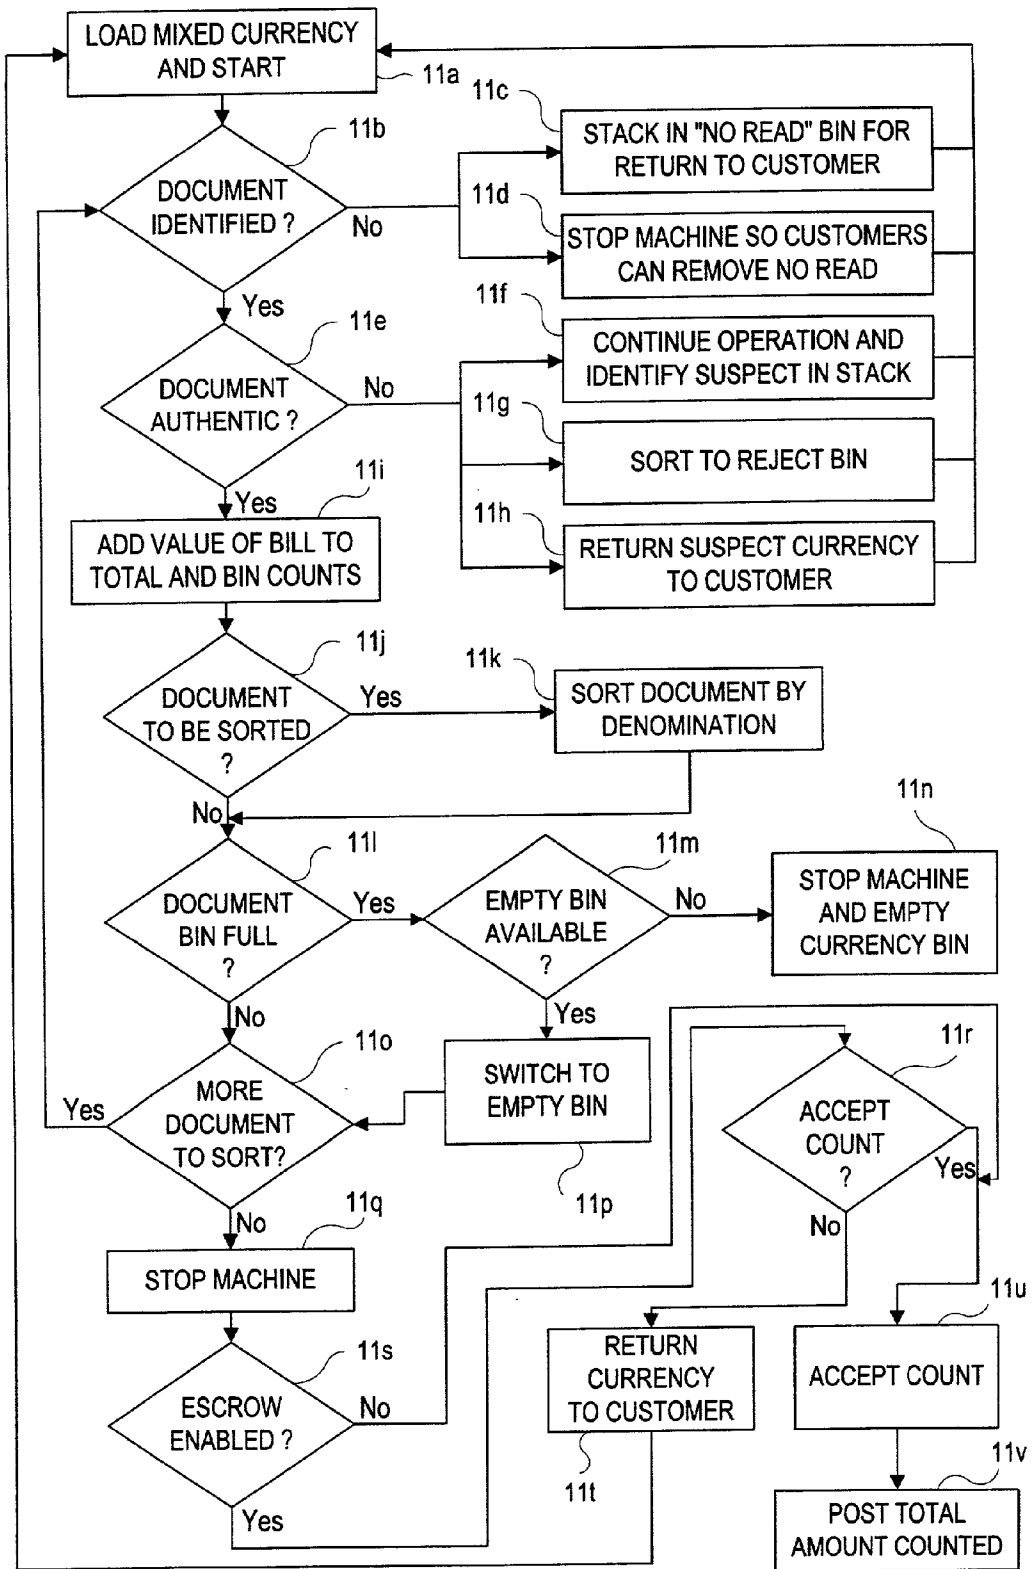 LOAD MIXED CURRENCY
AND START
11a
11b
DOCUMENT
IDENTIFIED ?
No
Yes
11c
STACK IN "NO READ" BIN FOR
RETURN TO CUSTOMER
11d
STOP MACHINE SO CUSTOMERS
CAN REMOVE NO READ
11e
DOCUMENT
AUTHENTIC ?
No
Yes
11f
CONTINUE OPERATION AND
IDENTIFY SUSPECT IN STACK
11g
SORT TO REJECT BIN
11h
RETURN SUSPECT CURRENCY
TO CUSTOMER
11i
ADD VALUE OF BILL TO
TOTAL AND BIN COUNTS
11j
DOCUMENT
TO BE SORTED
?
Yes
No
11k
SORT DOCUMENT BY
DENOMINATION
11l
DOCUMENT
BIN FULL
?
Yes
No
11m
EMPTY BIN
AVAILABLE
?
No
Yes
11n
STOP MACHINE
AND EMPTY
CURRENCY BIN
11o
MORE
DOCUMENT
TO SORT?
Yes
No
SWITCH TO
EMPTY BIN
11p
11q
STOP MACHINE
11r
ACCEPT
COUNT
?
Yes
No
11s
ESCROW
ENABLED ?
No
Yes
RETURN
CURRENCY
TO CUSTOMER
11t
11u
ACCEPT COUNT
11v
POST TOTAL
AMOUNT COUNTED